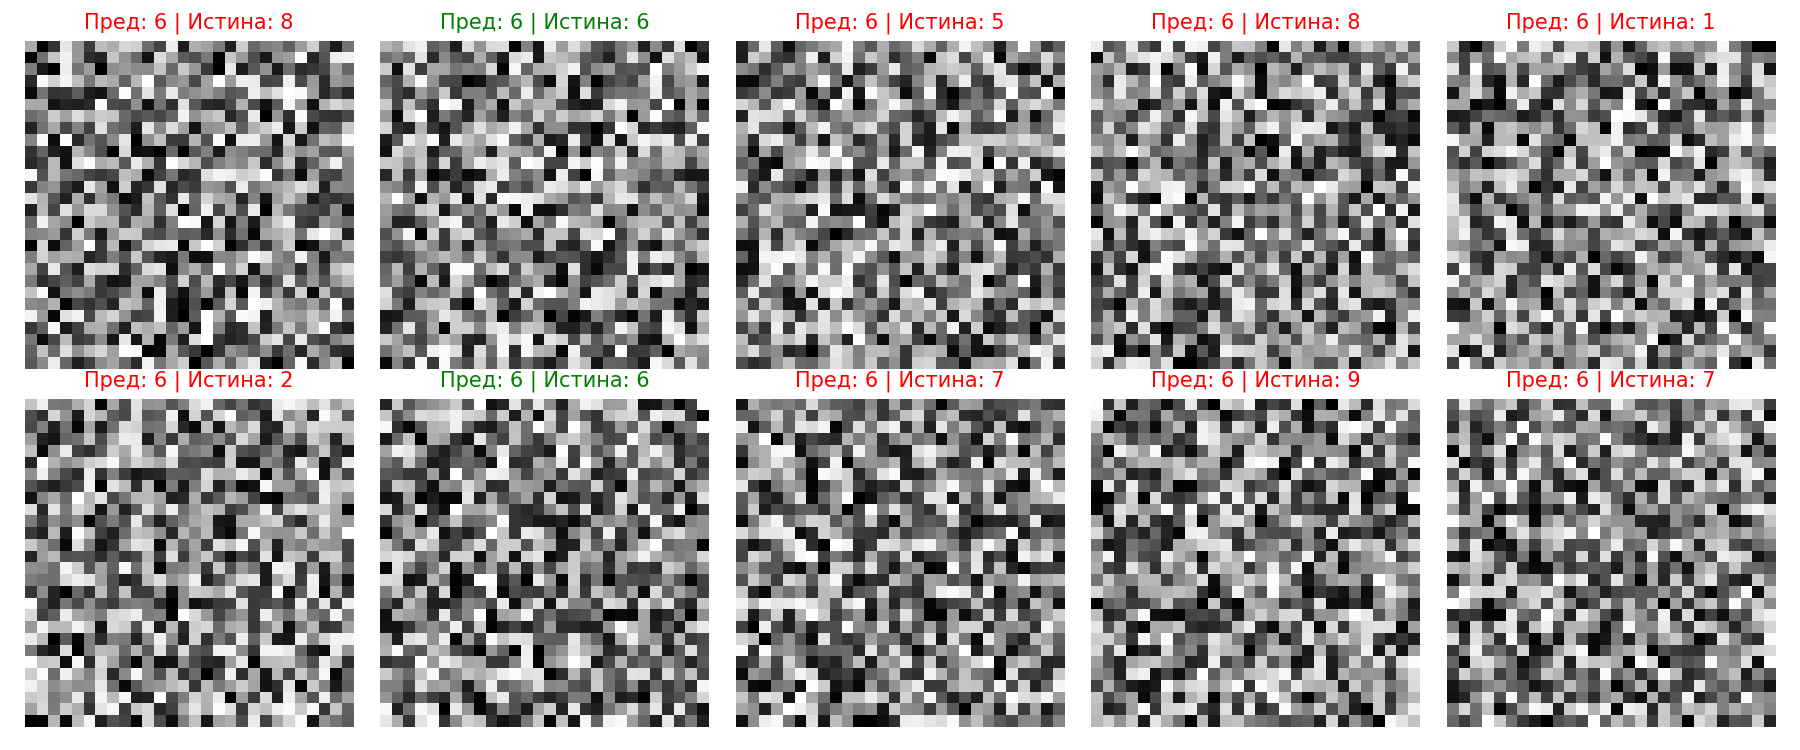 Пред: 6 | Истина: 8
Пред: 6 | Истина: 6
Пред: 6 | Истина: 5
Пред: 6 | Истина: 8
Пред: 6 | Истина: 1
Пред: 6 | Истина: 2
Пред: 6 | Истина: 6
Пред: 6 | Истина: 7
Пред: 6 | Истина: 9
Пред: 6 | Истина: 7